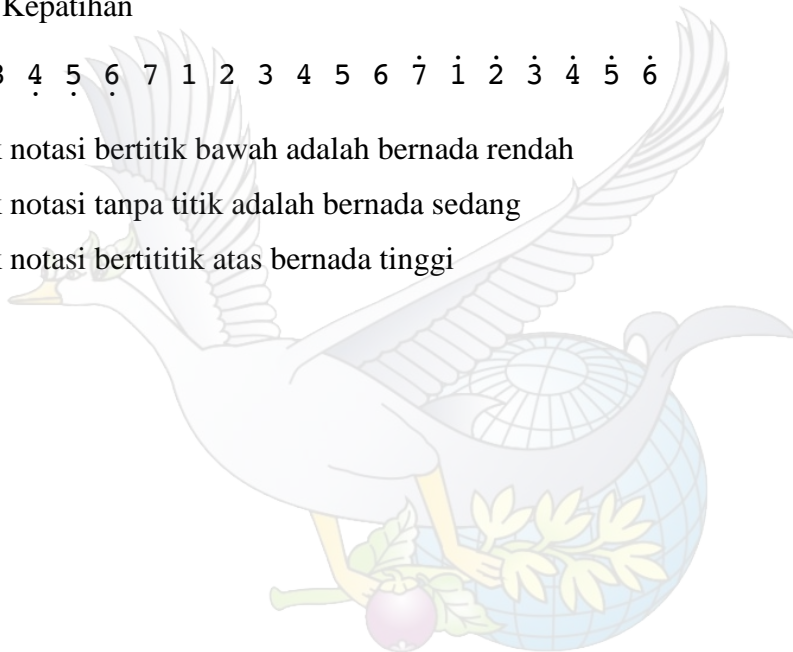 Kepatihan
4̣ 5̣ 6̣ 7 1 2 3 4 5 6 7̇ 1̇ 2̇ 3̇ 4̇ 5̇ 6̇
notasi bertitik bawah adalah bernada rendah
notasi tanpa titik adalah bernada sedang
notasi bertititik atas bernada tinggi